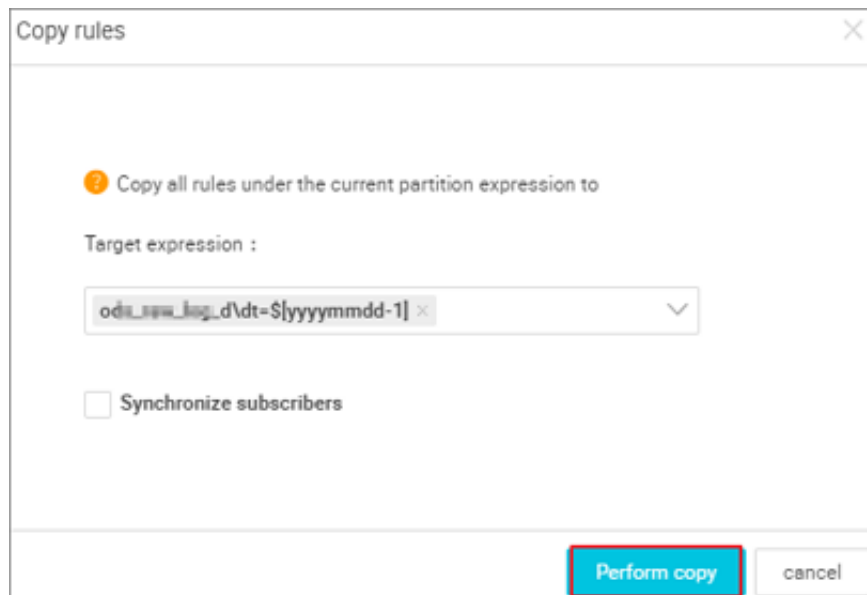 Copy rules
Copy all rules under the current partition expression to
Target expression :
d\dt=$[yyyymmdd-1]
Synchronize subscribers
Perform copy
cancel